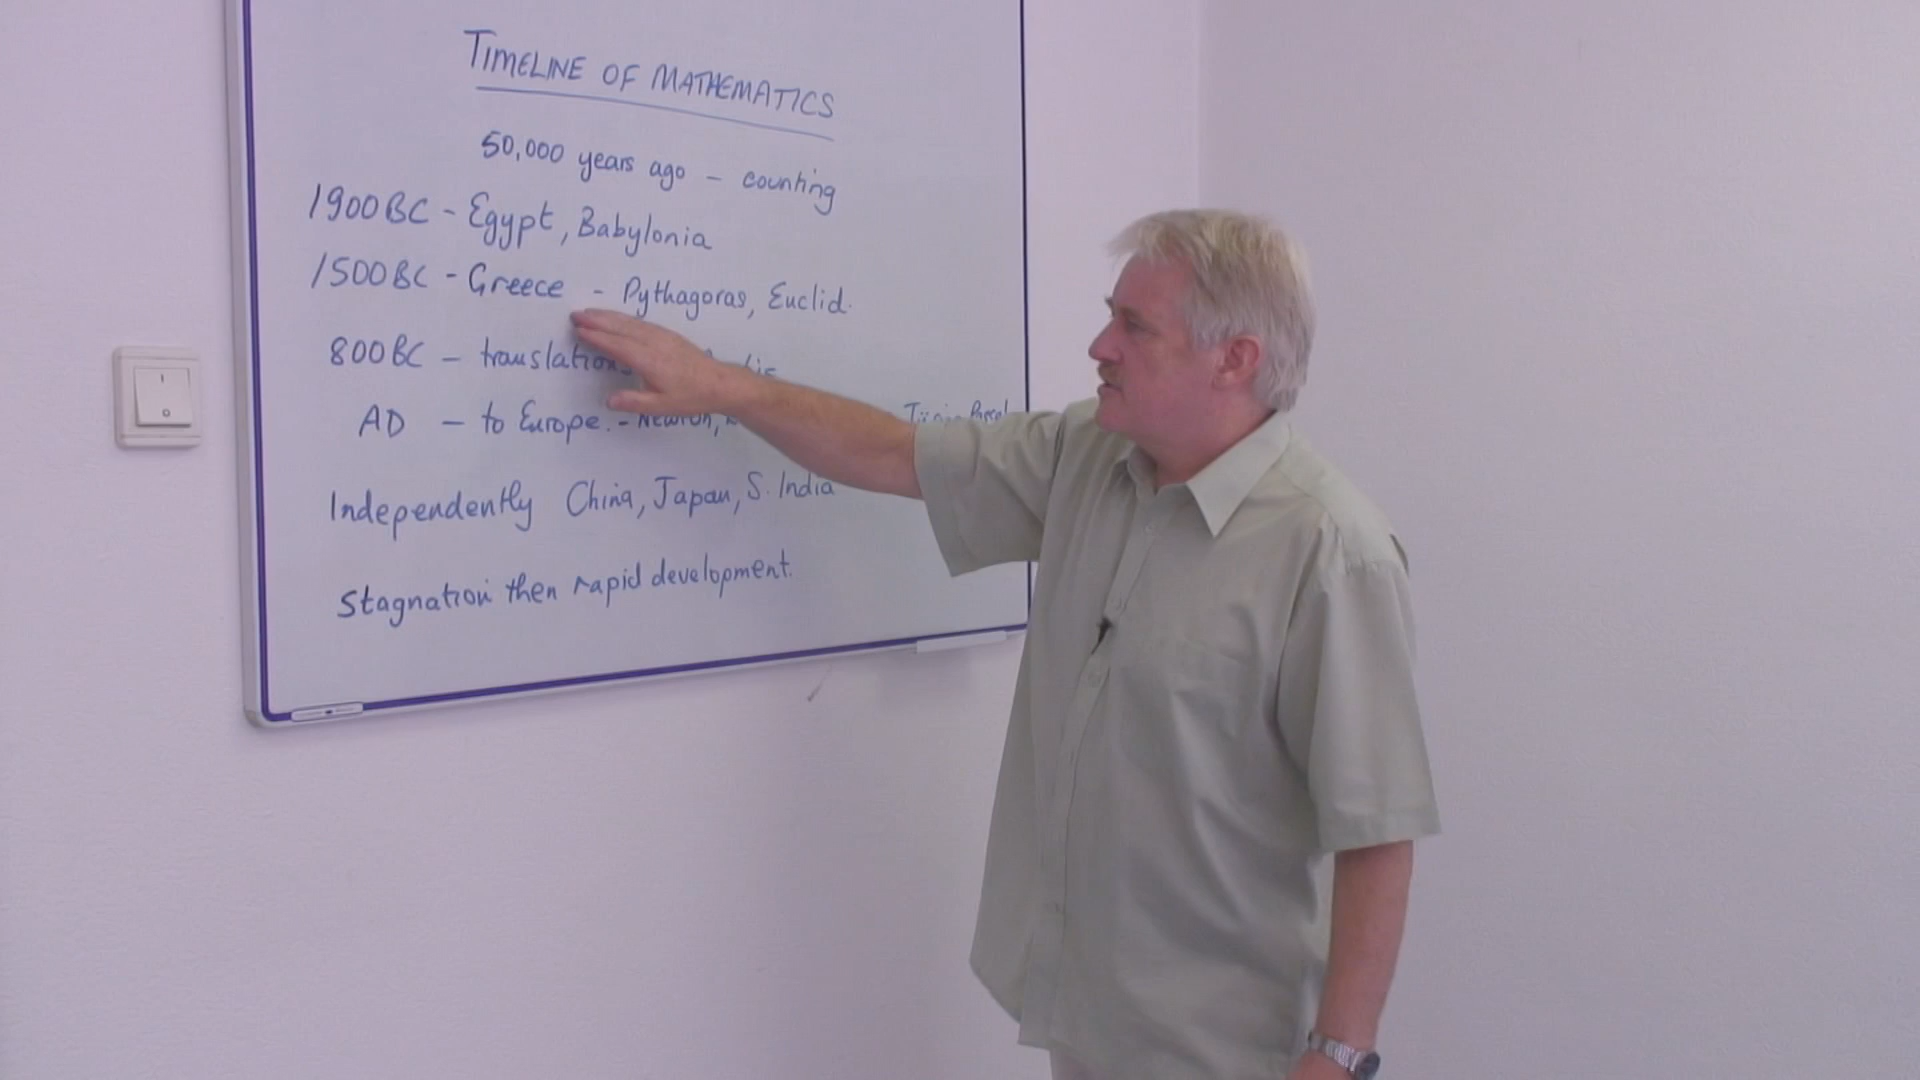 TIMELINE OF MATHEMATICS
50,000 years ago – counting
1900 BC - Egypt, Babylonia
1500 BC - Greece - Pythagoras, Euclid.
800 BC – translations
AD – to Europe. - Newton,
Independently China, Japan, S. India
Stagnation then rapid development.